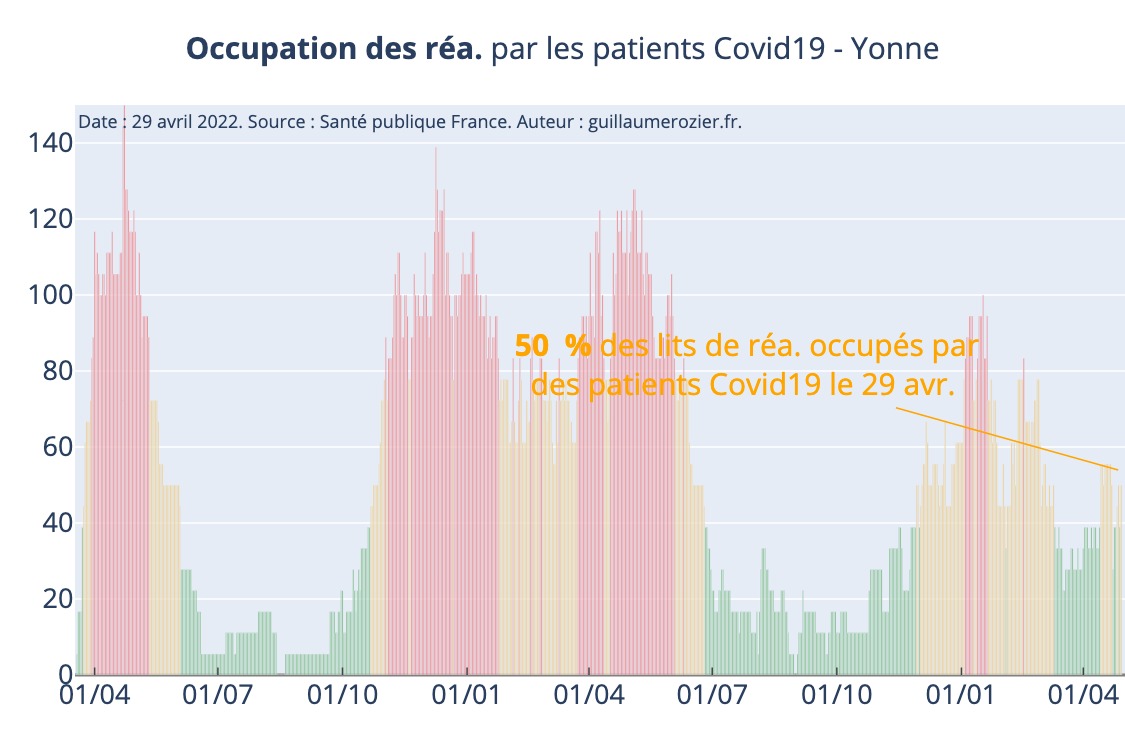 Occupation des réa. par les patients Covid19 - Yonne
Date : 29 avril 2022. Source : Santé publique France. Auteur : guillaumerozier.fr.
140
120
100
80
60
40
20
0
50 % des lits de réa. occupés par
des patients Covid19 le 29 avr.
01/04 01/07 01/10 01/01 01/04 01/07 01/10 01/01 01/04